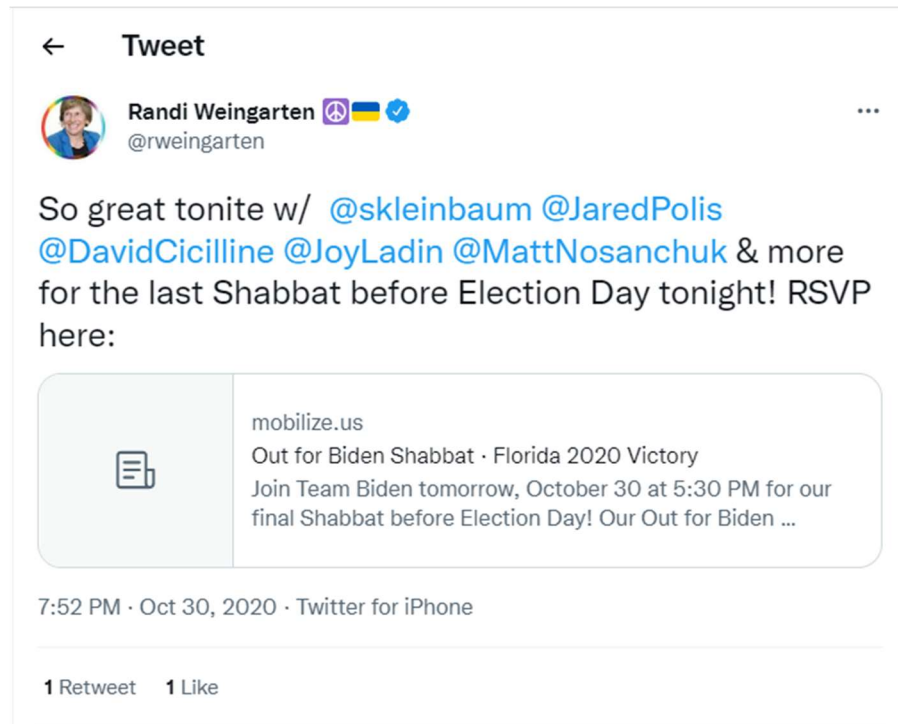 Tweet
Randi Weingarten
@rweingarten
So great tonite w/ @skleinbaum @JaredPolis
@DavidCicilline @JoyLadin @MattNosanchuk & more
for the last Shabbat before Election Day tonight! RSVP
here:
mobilize.us
Out for Biden Shabbat · Florida 2020 Victory
Join Team Biden tomorrow, October 30 at 5:30 PM for our
final Shabbat before Election Day! Our Out for Biden ...
7:52 PM · Oct 30, 2020 · Twitter for iPhone
1 Retweet 1 Like